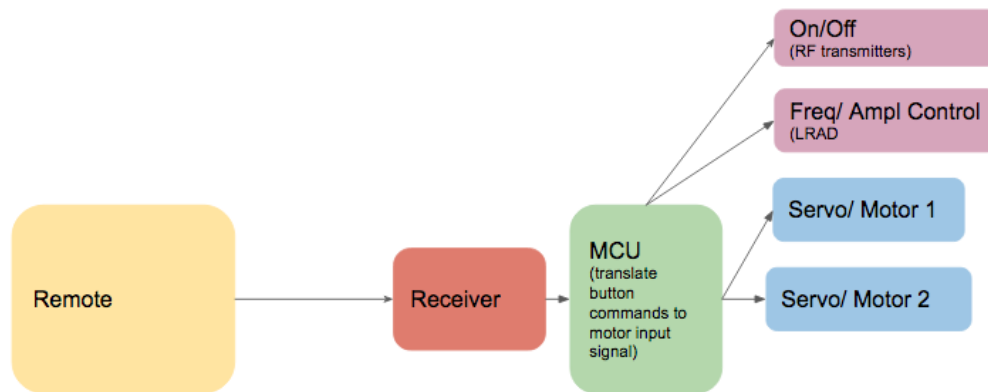 On/Off
(RF transmitters)
Freq/ Ampl Control
(LRAD
Servo/ Motor 1
MCU
(translate
button
commands to
motor input
signal)
Remote
Receiver
Servo/ Motor 2